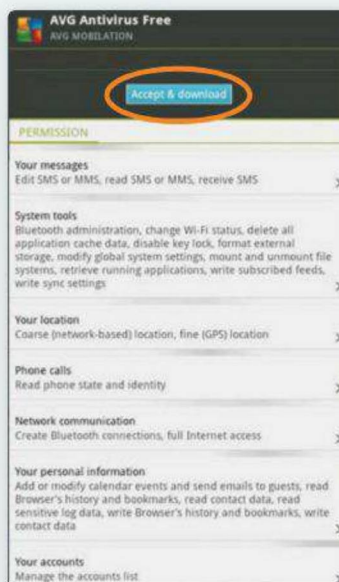 AVG Antivirus Free
AVG MOBILATION
Accept & download
PERMISSION
Your messages
Edit SMS or MMS, read SMS or MMS, receive SMS
System tools
Bluetooth administration, change Wi-Fi status, delete all
application cache data, disable key lock, format external
storage, modify global system settings, mount and unmount file
systems, retrieve running applications, write subscribed feeds,
write sync settings
Your location
Coarse (network-based) location, fine (GPS) location
Phone calls
Read phone state and identity
Network communication
Create Bluetooth connections, full Internet access
Your personal information
Add or modify calendar events and send emails to guests, read
Browser's history and bookmarks, read contact data, read
sensitive log data, write Browser's history and bookmarks, write
contact data
Your accounts
Manage the accounts list